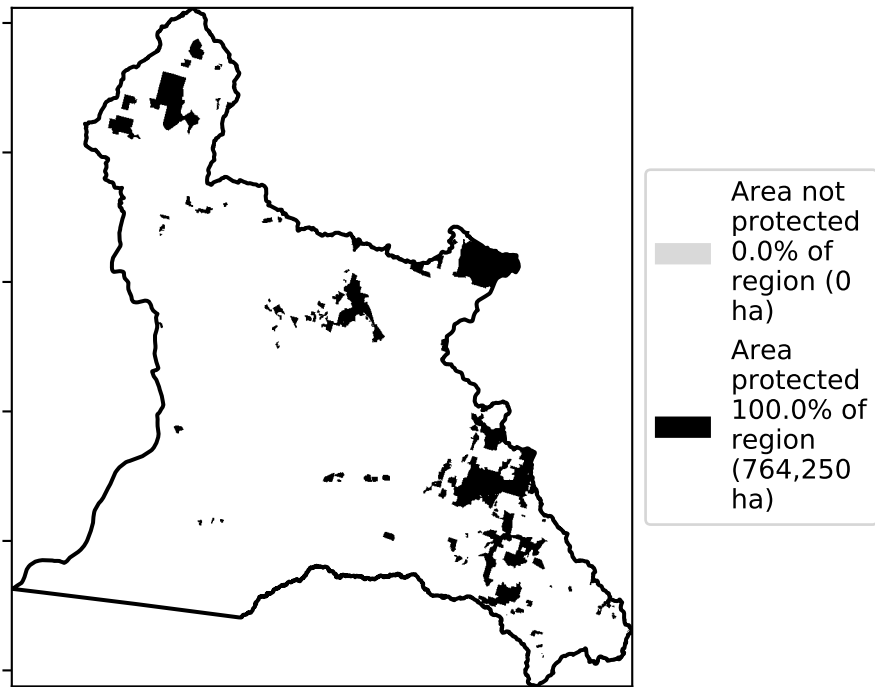 Area not
protected
0.0% of
region (0
ha)
Area
protected
100.0% of
region
(764,250
ha)